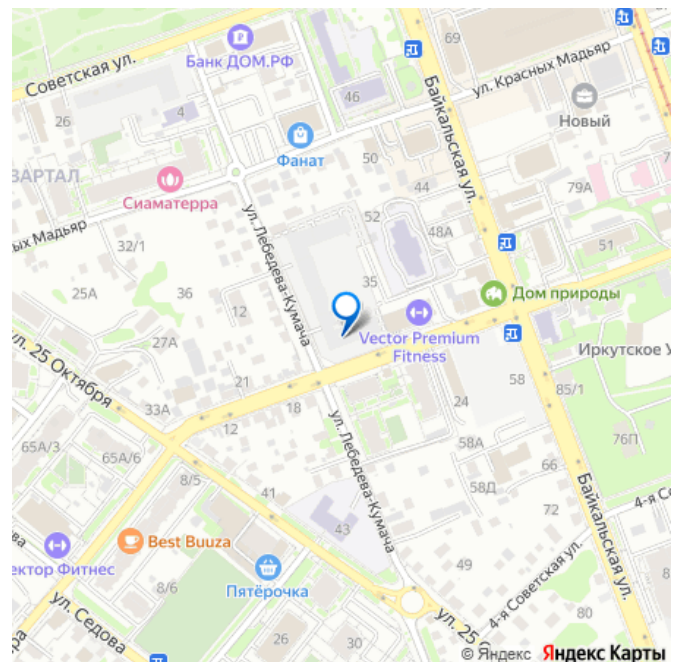 69
Банк ДОМ.РФ
Советская ул.
ул. Красных Мадьяр
26
4
46
Байкальская ул.
Новый
Фанат
50
ВАРТАЛ
Сиаматерра
44
79А
ых Мадьяр
32/1
52
48А
51
ул. Лебедева-Кумача
25А
36
35
12
Дом природы
Vector Premium
Fitness
27А
ул. 25 Октября
Иркутское У
21
58
33А
18
24
85/1
12
65А/3
65А/6
ул. Лебедева-Кумача
58А
76П
66
8/5
41
58Д
Байкальская ул.
72
4-я Советская
43
Best Buuza
ектор Фитнес
49
4-я Советская ул.
Пятёрочка
8/6
ул. Седова
80
ул. 25 О
26
30
© Яндекс Яндекс Карты